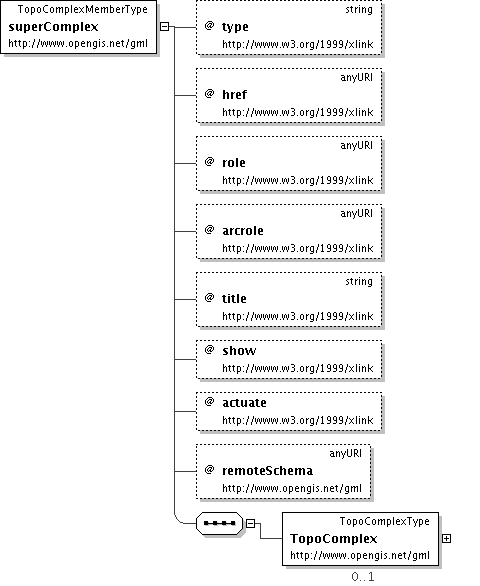 TopoComplexMemberType
superComplex
http://www.opengis.net/gml
string
@ type
http://www.w3.org/1999/xlink
anyURI
@ href
http://www.w3.org/1999/xlink
anyURI
@ role
http://www.w3.org/1999/xlink
anyURI
@ arcrole
http://www.w3.org/1999/xlink
string
@ title
http://www.w3.org/1999/xlink
@ show
http://www.w3.org/1999/xlink
@ actuate
http://www.w3.org/1999/xlink
anyURI
@ remoteSchema
http://www.opengis.net/gml
TopoComplexType
TopoComplex
http://www.opengis.net/gml
0..1